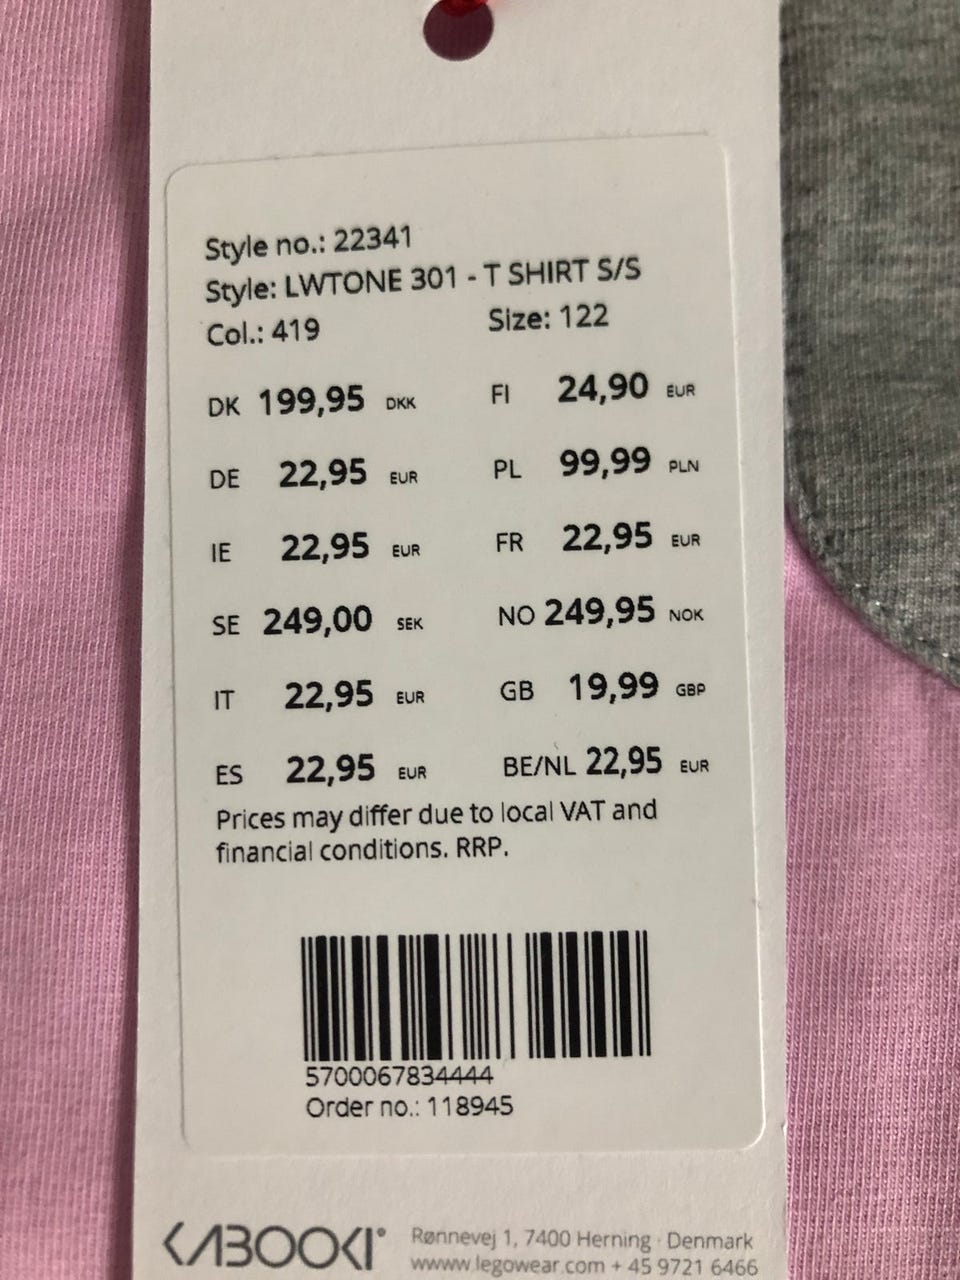 Style no.: 22341
Style: LWTONE 301 - T SHIRT S/S
Col.: 419 Size: 122
DK 199,95 DKK FI 24,90 EUR
DE 22,95 EUR PL 99,99 PLN
IE 22,95 EUR FR 22,95 EUR
SE 249,00 SEK NO 249,95 NOK
IT 22,95 EUR GB 19,99 GBP
ES 22,95 EUR BE/NL 22,95 EUR
Prices may differ due to local VAT and
financial conditions. RRP.
5700067834444
Order no.: 118945
KABOOKI®
Rønnevej 1, 7400 Herning · Denmark
wwww.legowear.com + 45 9721 6466